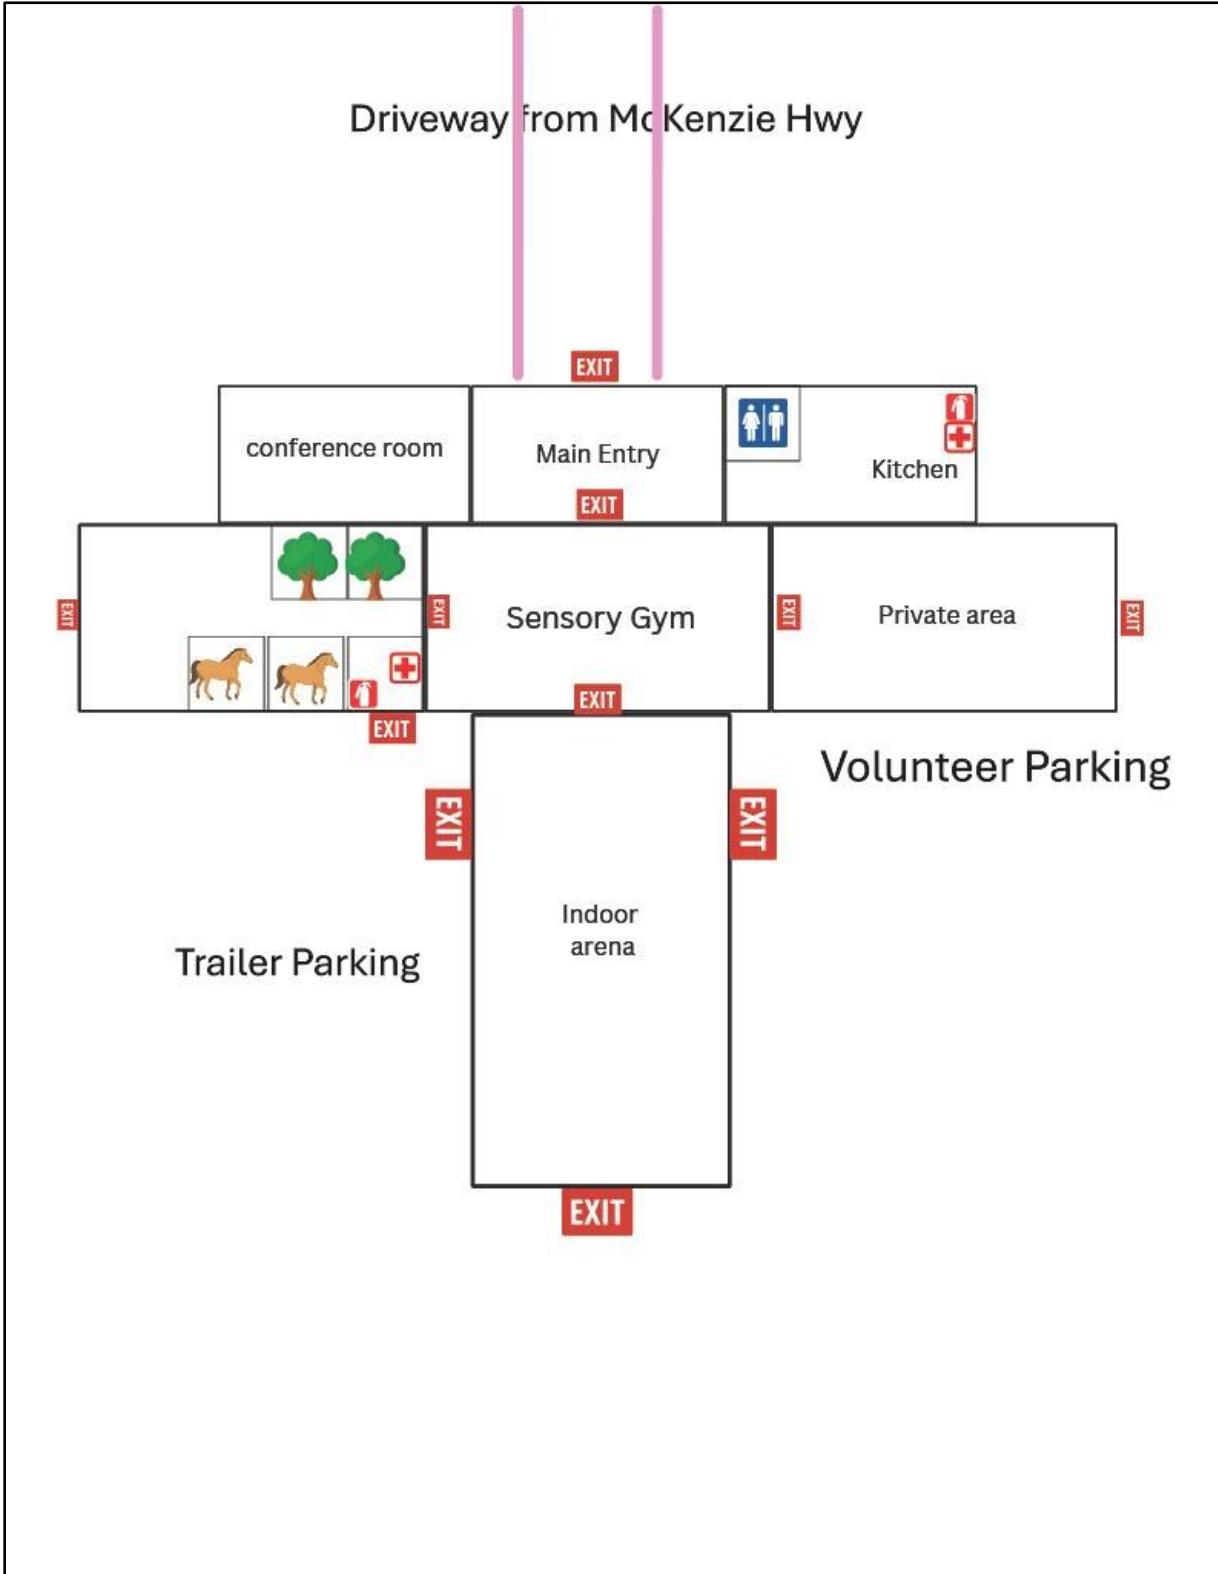 Driveway from McKenzie Hwy
EXIT
conference room
Main Entry
Kitchen
EXIT
EXIT
EXIT
Sensory Gym
EXIT
Private area
EXIT
EXIT
EXIT
Volunteer Parking
EXIT
EXIT
Indoor
arena
Trailer Parking
EXIT